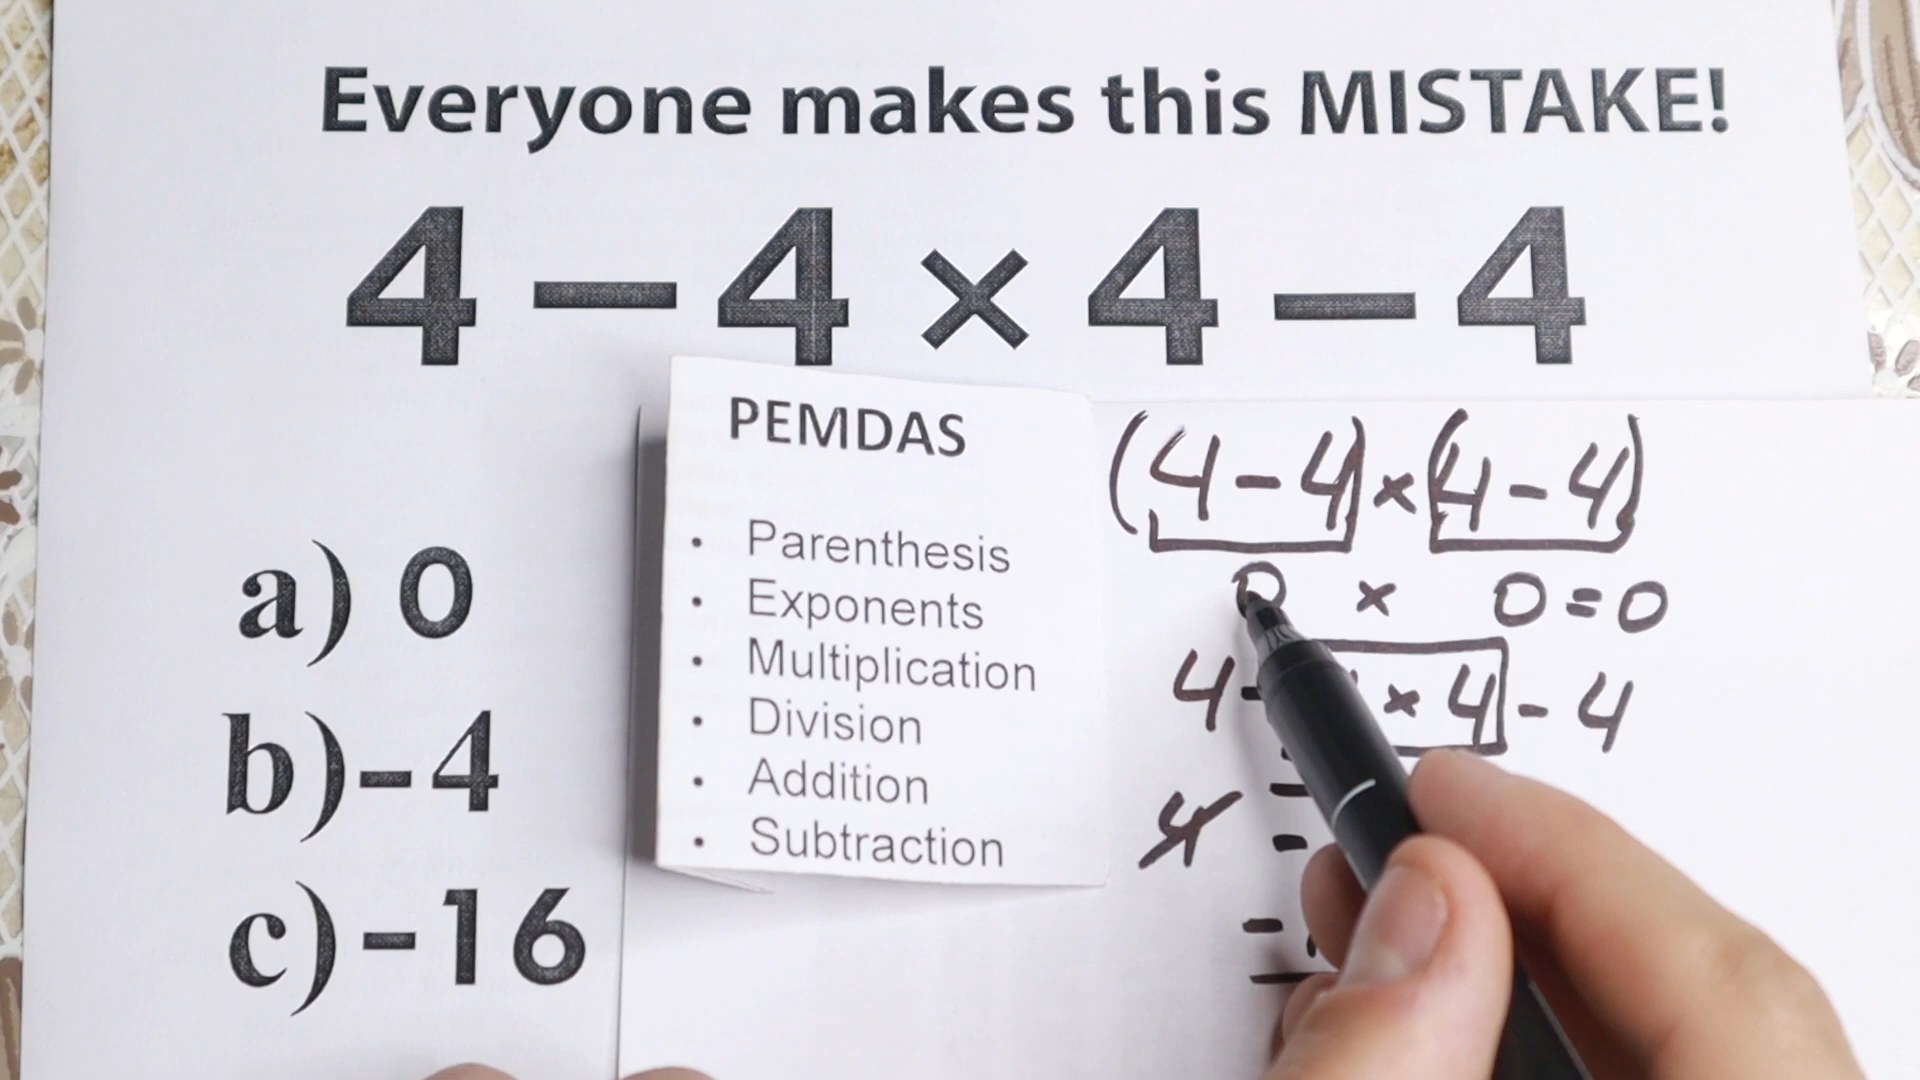 Everyone makes this MISTAKE!
4 – 4 × 4 – 4
a) 0
b) -4
c) -16
PEMDAS
• Parenthesis
• Exponents
• Multiplication
• Division
• Addition
• Subtraction
(4-4)×(4-4)
0 × 0=0
4- × 4 - 4
4 -
-